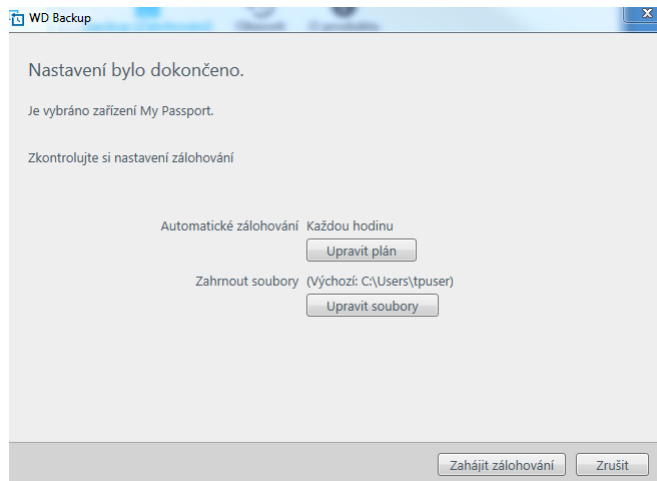 WD Backup
Nastavení bylo dokončeno.
Je vybráno zařízení My Passport.
Zkontrolujte si nastavení zálohování
Automatické zálohování Každou hodinu
Upravit plán
Zahrnout soubory (Výchozí: C:\Users\tpuser)
Upravit soubory
Zahájit zálohování Zrušit